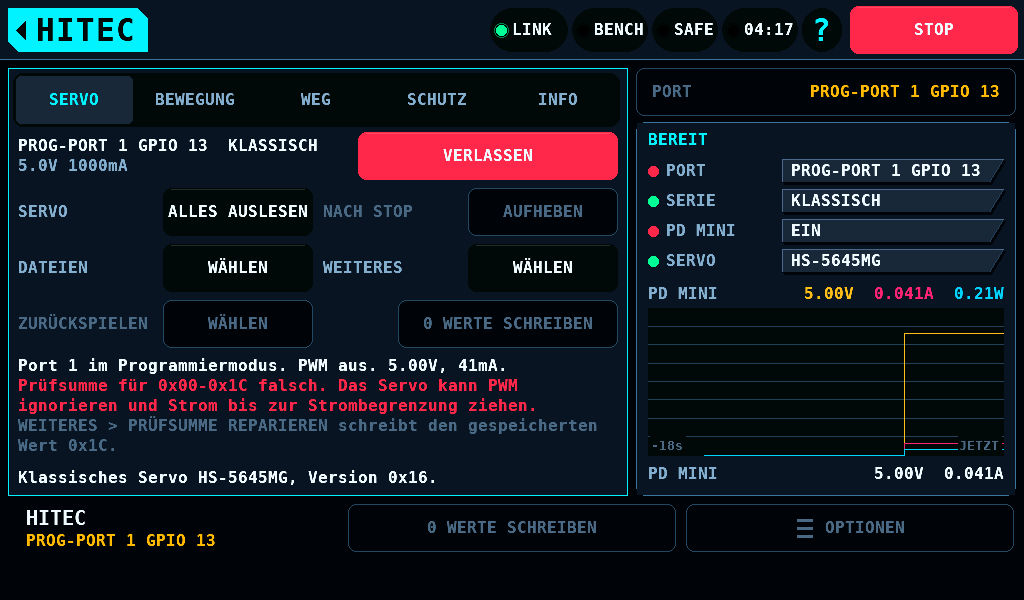 HITEC
LINK
BENCH
SAFE
04:17
?
STOP
SERVO
BEWEGUNG
WEG
SCHUTZ
INFO
PROG-PORT 1 GPIO 13  KLASSISCH
5.0V 1000mA
VERLASSEN
SERVO
ALLES AUSLESEN
NACH STOP
AUFHEBEN
DATEIEN
WÄHLEN
WEITERES
WÄHLEN
ZURÜCKSPIELEN
WÄHLEN
0 WERTE SCHREIBEN
Port 1 im Programmiermodus. PWM aus. 5.00V, 41mA.
Prüfsumme für 0x00-0x1C falsch. Das Servo kann PWM
ignorieren und Strom bis zur Strombegrenzung ziehen.
WEITERES > PRÜFSUMME REPARIEREN schreibt den gespeicherten
Wert 0x1C.
Klassisches Servo HS-5645MG, Version 0x16.
PORT
PROG-PORT 1 GPIO 13
BEREIT
PORT
PROG-PORT 1 GPIO 13
SERIE
KLASSISCH
PD MINI
EIN
SERVO
HS-5645MG
PD MINI
5.00V
0.041A
0.21W
-18s
JETZT
PD MINI
5.00V
0.041A
HITEC
PROG-PORT 1 GPIO 13
0 WERTE SCHREIBEN
OPTIONEN